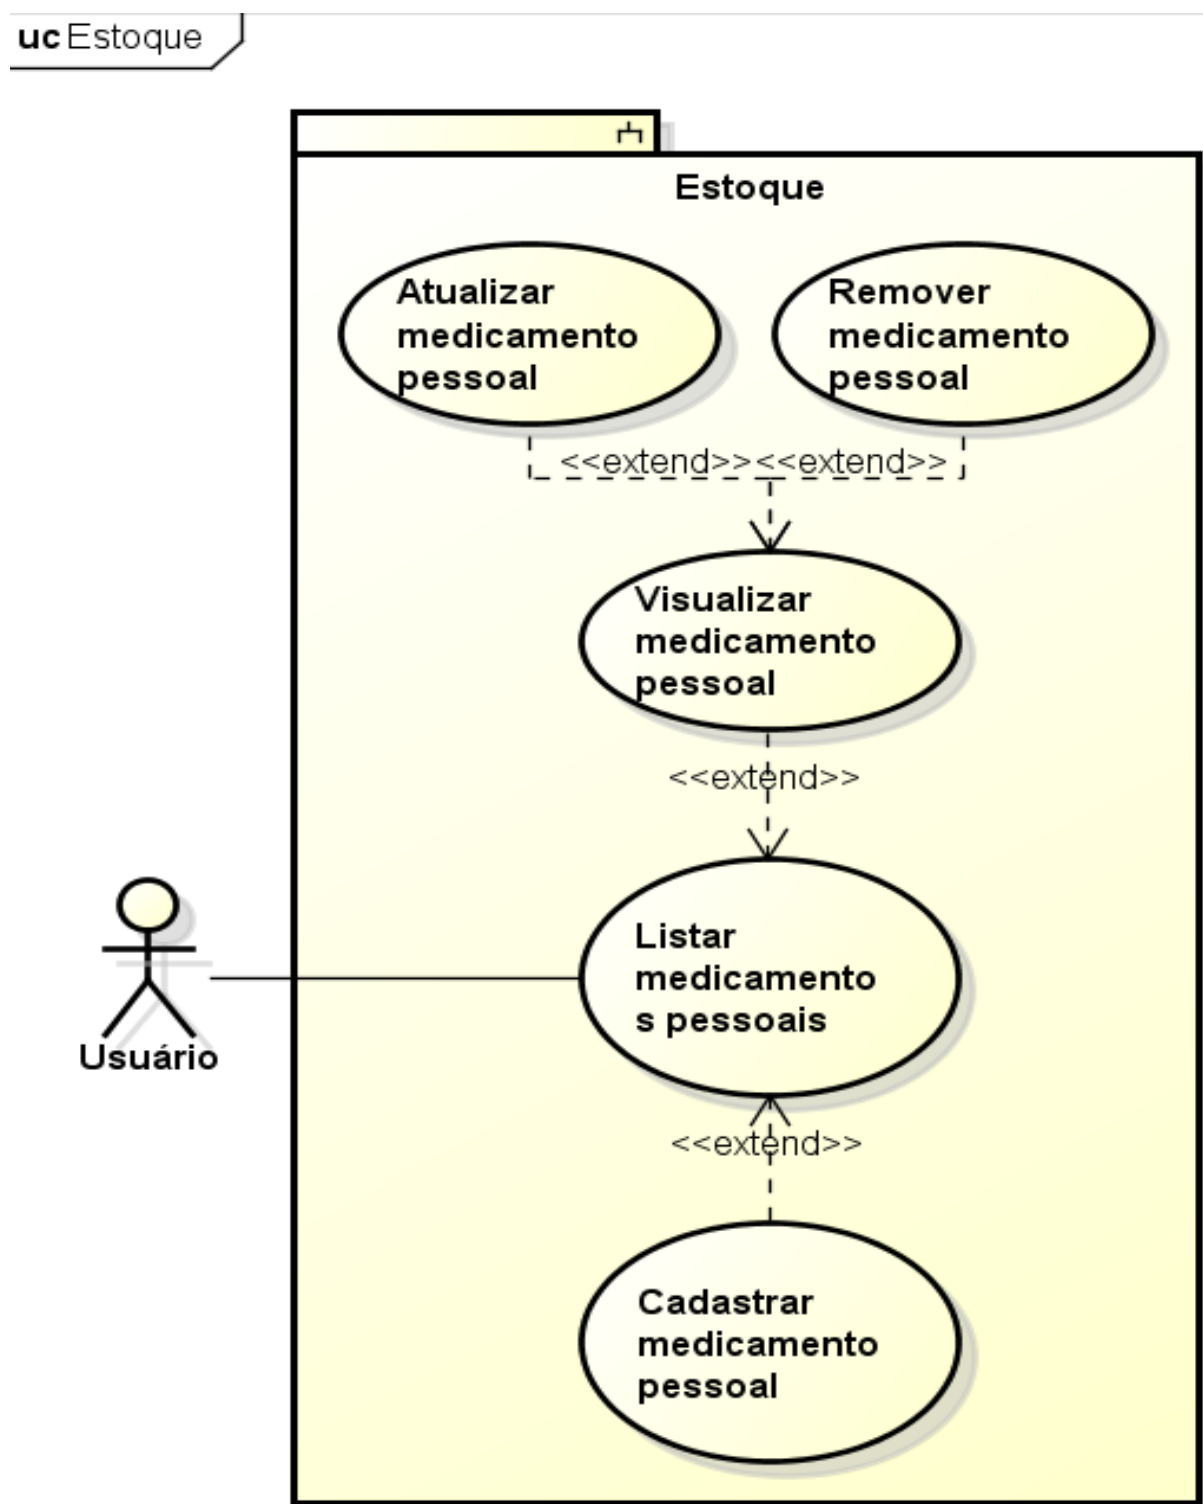 uc Estoque
Estoque
Atualizar
medicamento
pessoal
Remover
medicamento
pessoal
<<extend>> <<extend>>
Visualizar
medicamento
pessoal
<<extend>>
Listar
medicamento
s pessoais
Usuário
<<extend>>
Cadastrar
medicamento
pessoal